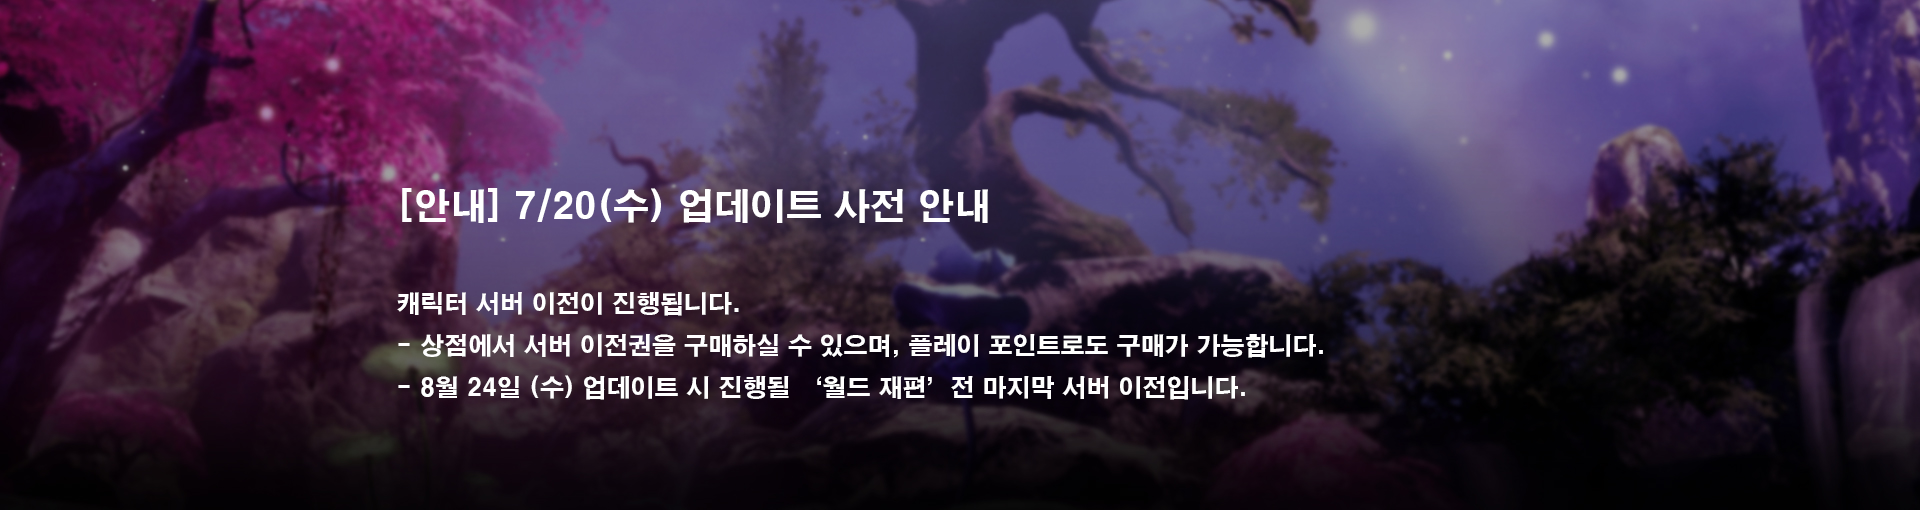 [안내] 7/20(수) 업데이트 사전 안내
캐릭터 서버 이전이 진행됩니다.
- 상점에서 서버 이전권을 구매하실 수 있으며, 플레이 포인트로도 구매가 가능합니다.
- 8월 24일 (수) 업데이트 시 진행될 ‘월드 재편’ 전 마지막 서버 이전입니다.